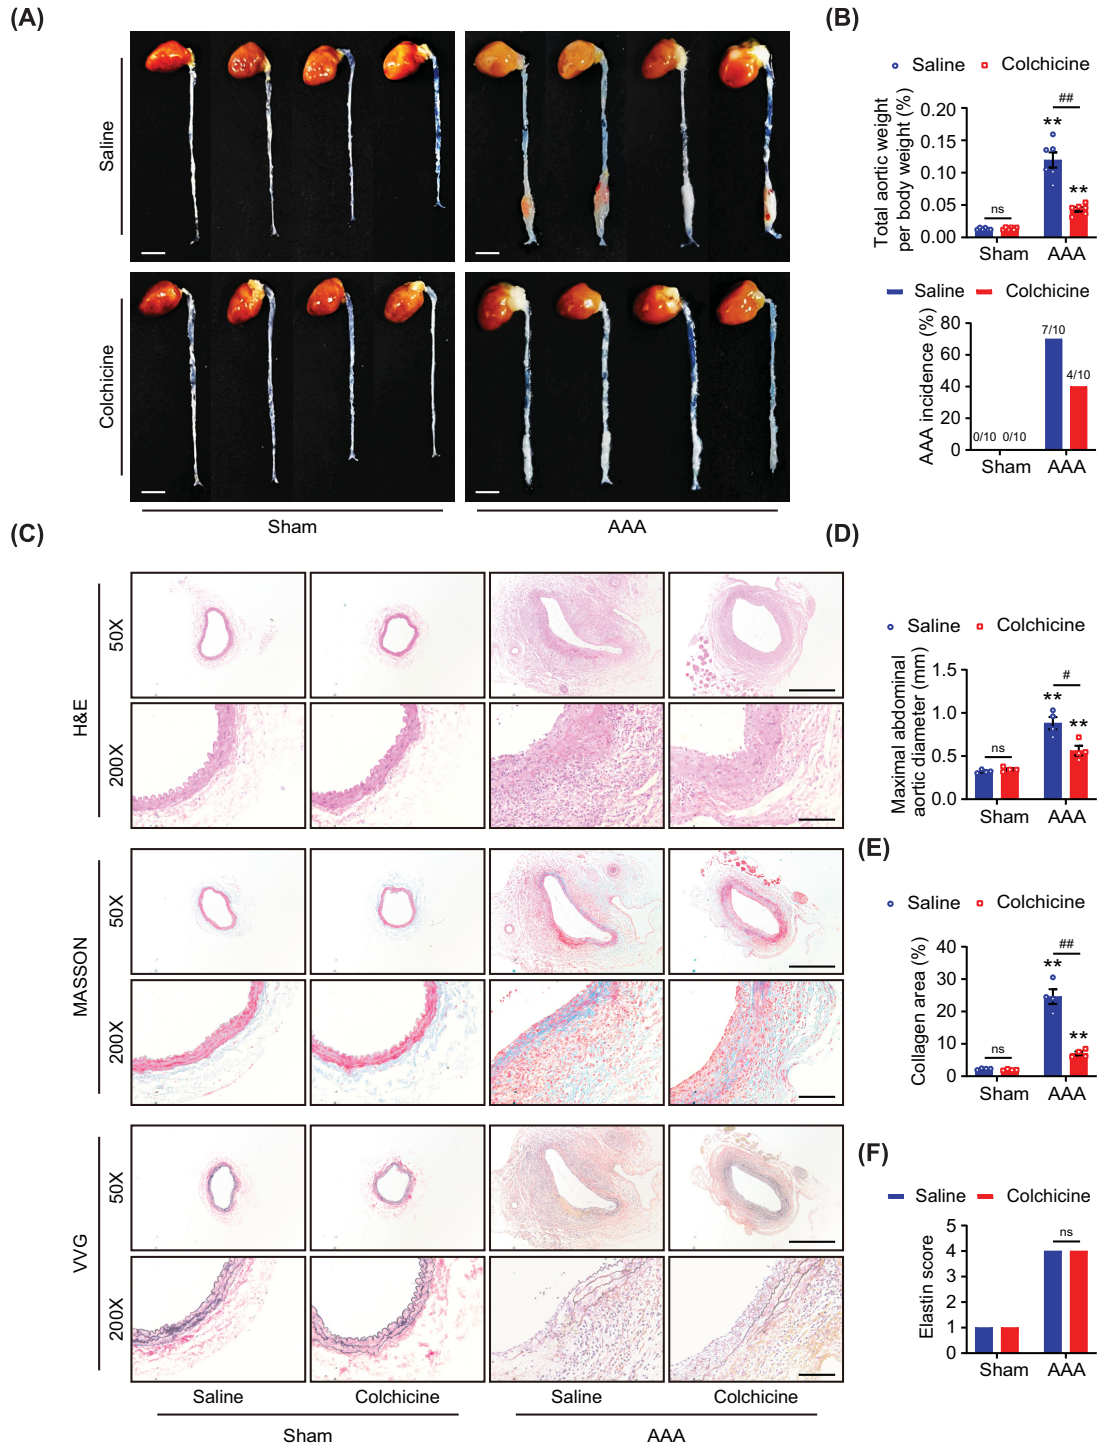 (A)
Saline
Colchicine
Sham
AAA
(B)
Saline Colchicine
Total aortic weight
per body weight (%)
0.20
0.15
0.10
0.05
0.00
ns
**
##
**
Sham AAA
Saline Colchicine
AAA incidence (%)
80
60
40
20
0
0/10 0/10
7/10
4/10
Sham AAA
(C)
H&E
50X
200X
MASSON
50X
200X
VVG
50X
200X
Saline Colchicine Saline Colchicine
Sham AAA
(D)
Saline Colchicine
Maximal abdominal
aortic diameter (mm)
1.5
1.0
0.5
0.0
ns
**
#
**
Sham AAA
(E)
Saline Colchicine
Collagen area (%)
40
30
20
10
0
ns
**
##
**
Sham AAA
(F)
Saline Colchicine
Elastin score
5
4
3
2
1
0
ns
Sham AAA